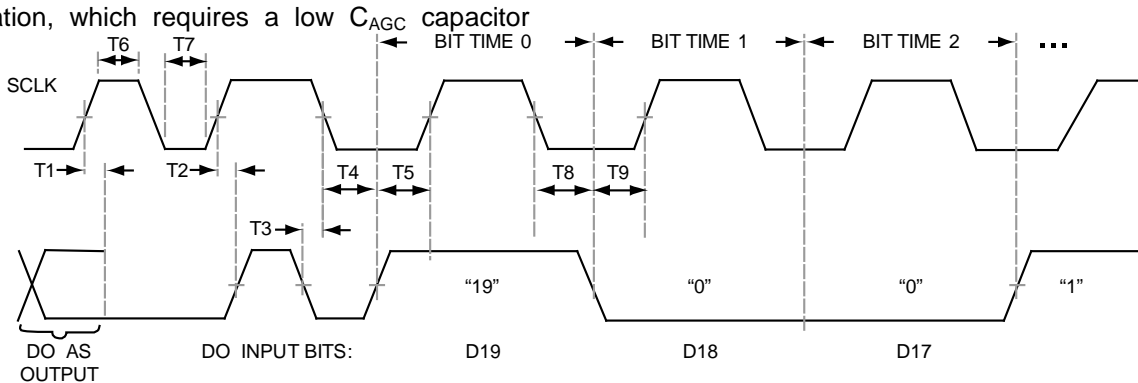 ation, which requires a low CAGC capacitor
T6 T7 BIT TIME 0 BIT TIME 1 BIT TIME 2 ...
SCLK
T1 T2 T4 T5 T8 T9
T3
“19” “0” “0” “1”
DO AS OUTPUT DO INPUT BITS: D19 D18 D17